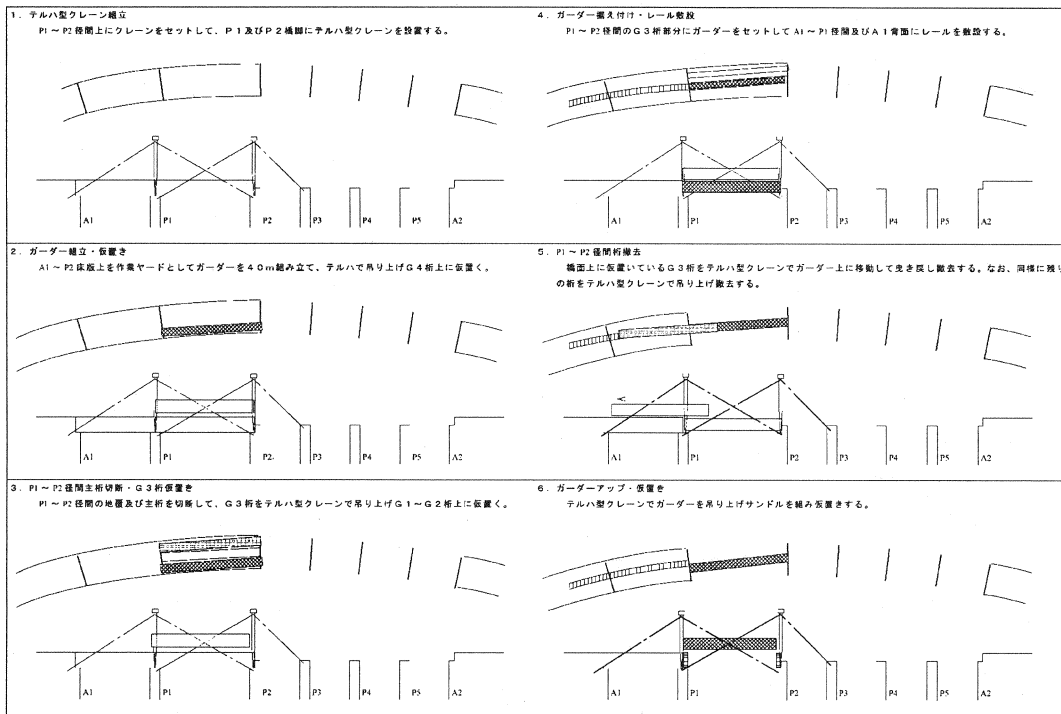 1. テルハ型クレーン組立
P1～P2径間上にクレーンをセットして、P1及びP2橋脚にテルハ型クレーンを設置する。
A1 P1 P2 P3 P4 P5 A2
2. ガーダー組立・仮置き
A1～P2床版上を作業ヤードとしてガーダーを40m組み立て、テルハで吊り上げG4桁上に仮置く。
A1 P1 P2. P3 P4 P5 A2
3. P1～P2径間主桁切断・G3桁仮置き
P1～P2径間の地覆及び主桁を切断して、G3桁をテルハ型クレーンで吊り上げG1～G2桁上に仮置く。
A1 P1 P2 P3 P4 P5 A2
4. ガーダー据え付け・レール敷設
P1～P2径間のG3桁部分にガーダーをセットしてA1～P1径間及びA1背面にレールを敷設する。
A1 P1 P2 P3 P4 P5 A2
5. P1～P2径間桁撤去
橋面上に仮置いているG3桁をテルハ型クレーンでガーダー上に移動して曳き戻し撤去する。なお、同様に残り
の桁をテルハ型クレーンで吊り上げ撤去する。
A1 P1 P2 P3 P4 P5 A2
6. ガーダーアップ・仮置き
テルハ型クレーンでガーダーを吊り上げサンドルを組み仮置きする。
A1 P1 P2 P3 P4 P5 A2